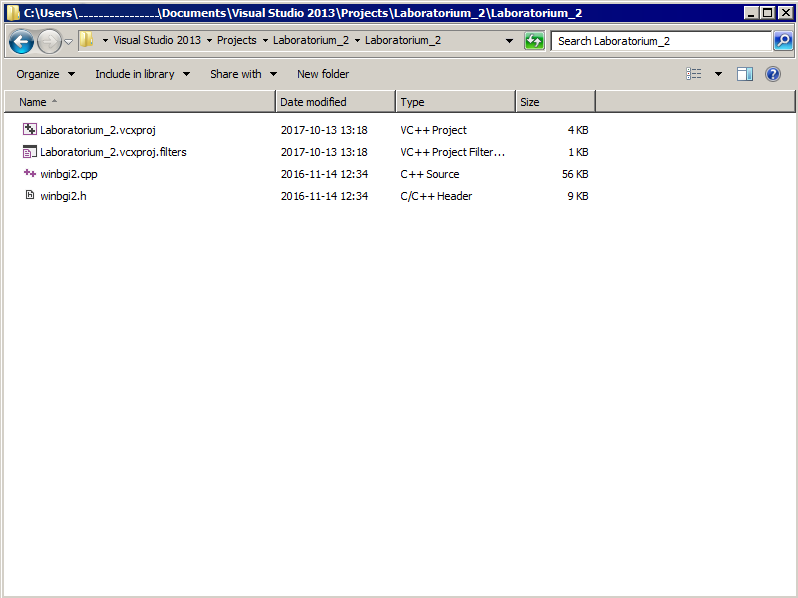 C:\Users\________________\Documents\Visual Studio 2013\Projects\Laboratorium_2\Laboratorium_2
Visual Studio 2013 Projects Laboratorium_2 Laboratorium_2 Search Laboratorium_2
Organize Include in library Share with New folder
Name Date modified Type Size
Laboratorium_2.vcxproj 2017-10-13 13:18 VC++ Project 4 KB
Laboratorium_2.vcxproj.filters 2017-10-13 13:18 VC++ Project Filter... 1 KB
winbgi2.cpp 2016-11-14 12:34 C++ Source 56 KB
winbgi2.h 2016-11-14 12:34 C/C++ Header 9 KB